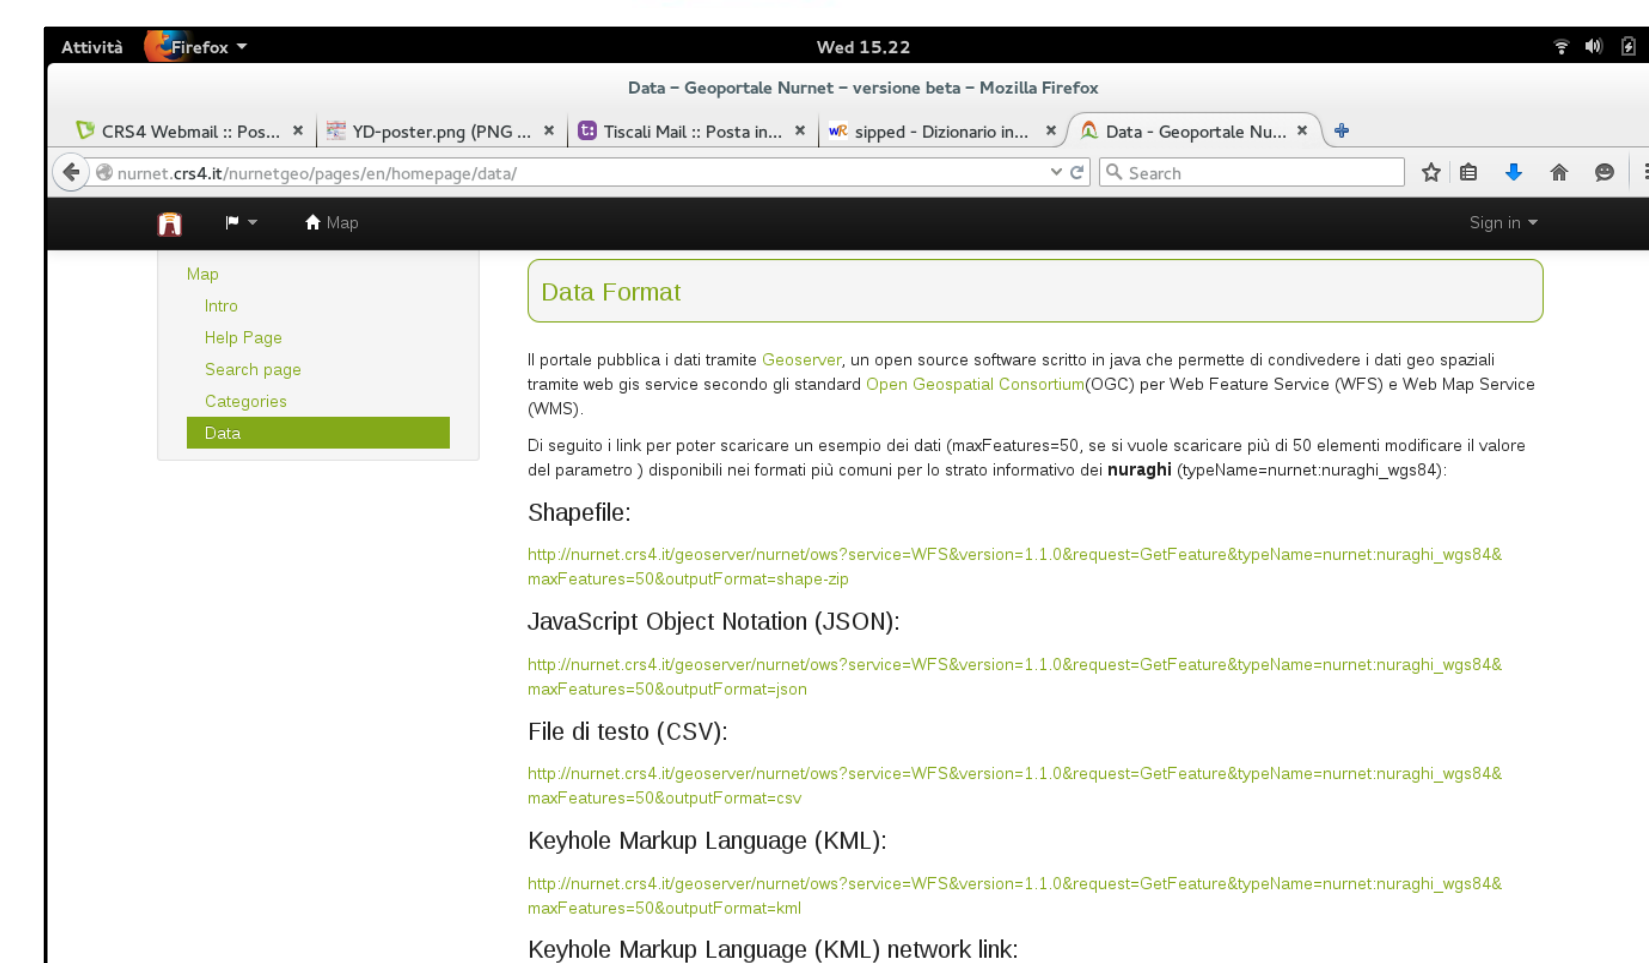 Attività Firefox Wed 15.22
Data - Geoportale Nurnet - versione beta - Mozilla Firefox
CRS4 Webmail :: Pos... × YD-poster.png (PNG ... × Tiscali Mail :: Posta in... × sipped - Dizionario in... × Data - Geoportale Nu... ×
nurnet.crs4.it/nurnetgeo/pages/en/homepage/data/ Search
Map Sign in
Map
Intro
Help Page
Search page
Categories
Data
Data Format
Il portale pubblica i dati tramite Geoserver, un open source software scritto in java che permette di condivedere i dati geo spaziali
tramite web gis service secondo gli standard Open Geospatial Consortium(OGC) per Web Feature Service (WFS) e Web Map Service
(WMS).
Di seguito i link per poter scaricare un esempio dei dati (maxFeatures=50, se si vuole scaricare più di 50 elementi modificare il valore
del parametro ) disponibili nei formati più comuni per lo strato informativo dei nuraghi (typeName=nurnet:nuraghi_wgs84):
Shapefile:
http://nurnet.crs4.it/geoserver/nurnet/ows?service=WFS&version=1.1.0&request=GetFeature&typeName=nurnet:nuraghi_wgs84&
maxFeatures=50&outputFormat=shape-zip
JavaScript Object Notation (JSON):
http://nurnet.crs4.it/geoserver/nurnet/ows?service=WFS&version=1.1.0&request=GetFeature&typeName=nurnet:nuraghi_wgs84&
maxFeatures=50&outputFormat=json
File di testo (CSV):
http://nurnet.crs4.it/geoserver/nurnet/ows?service=WFS&version=1.1.0&request=GetFeature&typeName=nurnet:nuraghi_wgs84&
maxFeatures=50&outputFormat=csv
Keyhole Markup Language (KML):
http://nurnet.crs4.it/geoserver/nurnet/ows?service=WFS&version=1.1.0&request=GetFeature&typeName=nurnet:nuraghi_wgs84&
maxFeatures=50&outputFormat=kml
Keyhole Markup Language (KML) network link: